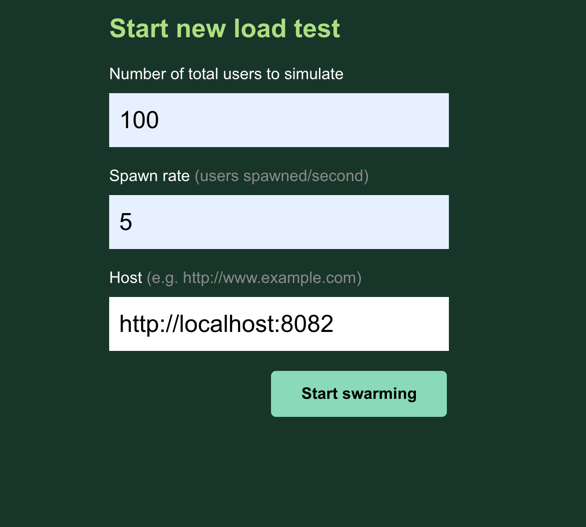 Start new load test
Number of total users to simulate
100
Spawn rate (users spawned/second)
5
Host (e.g. http://www.example.com)
http://localhost:8082
Start swarming